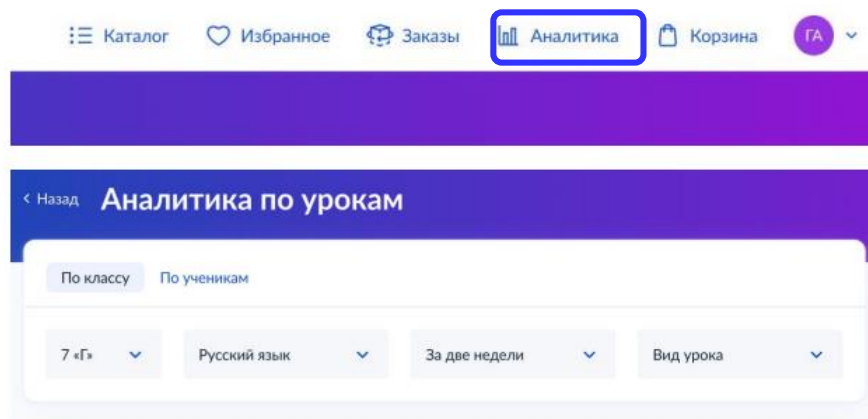 Каталог Избранное Заказы Аналитика Корзина ГА
< Назад Аналитика по урокам
По классу По ученикам
7 «Г» Русский язык За две недели Вид урока